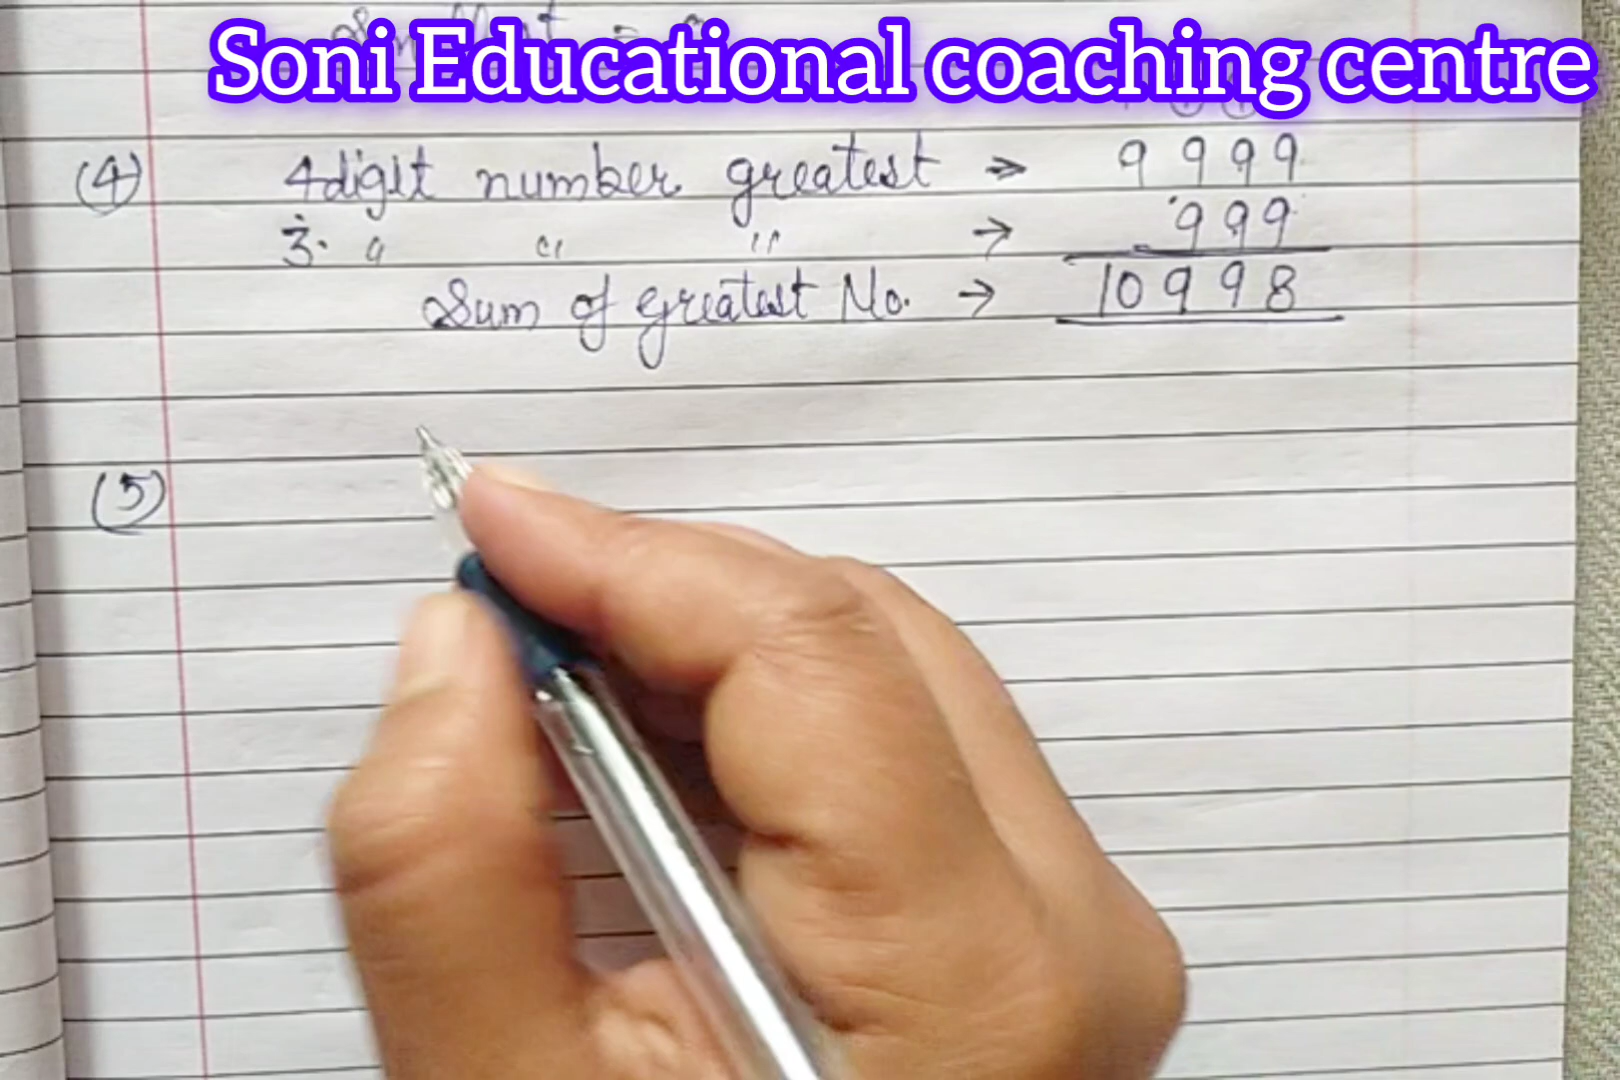 Soni Educational coaching centre
(4) 4digit number greatest → 9999
3. " " " → 999
Sum of greatest No. → 10998
(5)